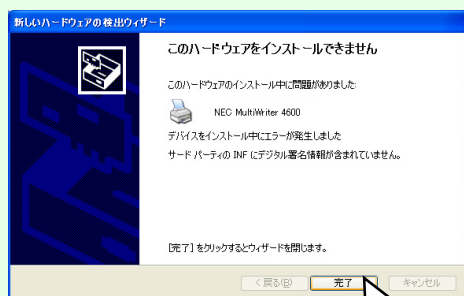 新しいハードウェアの検出ウィザード
このハードウェアをインストールできません
このハードウェアのインストール中に問題がありました:
NEC MultiWriter 4600
デバイスをインストール中にエラーが発生しました
サード パーティの INF にデジタル署名情報が含まれていません。
[完了] をクリックするとウィザードを閉じます。
< 戻る(B) 完了 キャンセル